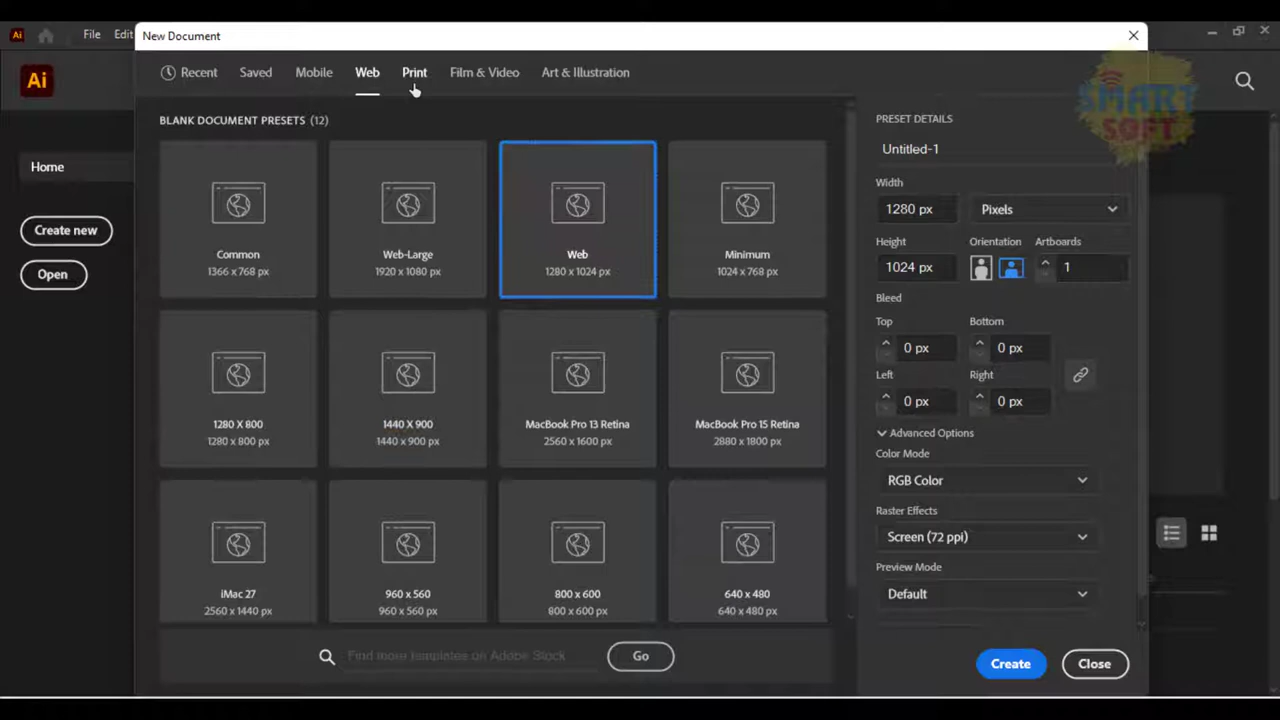 Ai File Edit
New Document
Ai
Recent Saved Mobile Web Print Film & Video Art & Illustration
SMART
SOFT
BLANK DOCUMENT PRESETS (12)
PRESET DETAILS
Untitled-1
Home
Create new
Open
Common
1366 x 768 px
Web-Large
1920 x 1080 px
Web
1280 x 1024 px
Minimum
1024 x 768 px
1280 X 800
1280 x 800 px
1440 X 900
1440 x 900 px
MacBook Pro 13 Retina
2560 x 1600 px
MacBook Pro 15 Retina
2880 x 1800 px
iMac 27
2560 x 1440 px
960 x 560
960 x 560 px
800 x 600
800 x 600 px
640 x 480
640 x 480 px
Find more templates on Adobe Stock
Go
Width
1280 px Pixels
Height Orientation Artboards
1024 px 1
Bleed
Top Bottom
0 px 0 px
Left Right
0 px 0 px
Advanced Options
Color Mode
RGB Color
Raster Effects
Screen (72 ppi)
Preview Mode
Default
Create Close